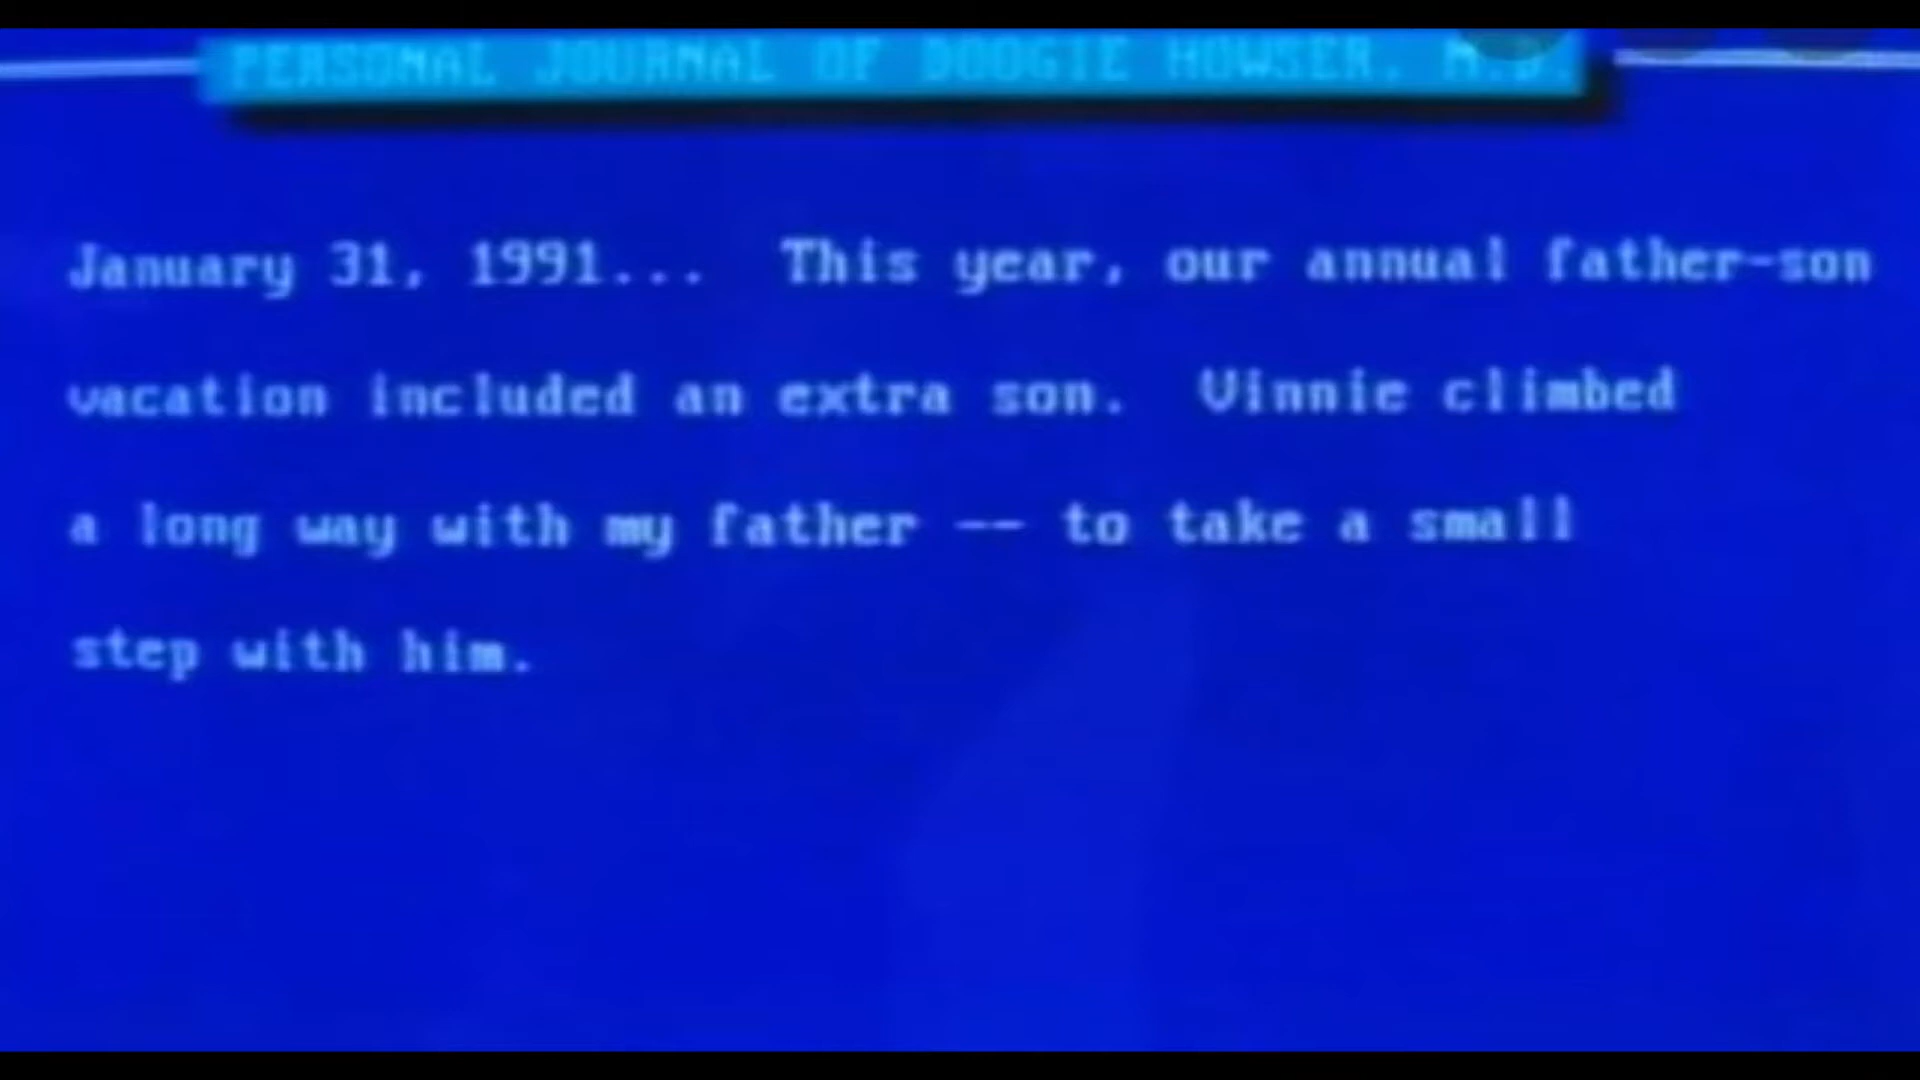 PERSONAL JOURNAL OF DOOGIE HOWSER, M.D.
January 31, 1991... This year, our annual father-son
vacation included an extra son. Vinnie climbed
a long way with my father -- to take a small
step with him.